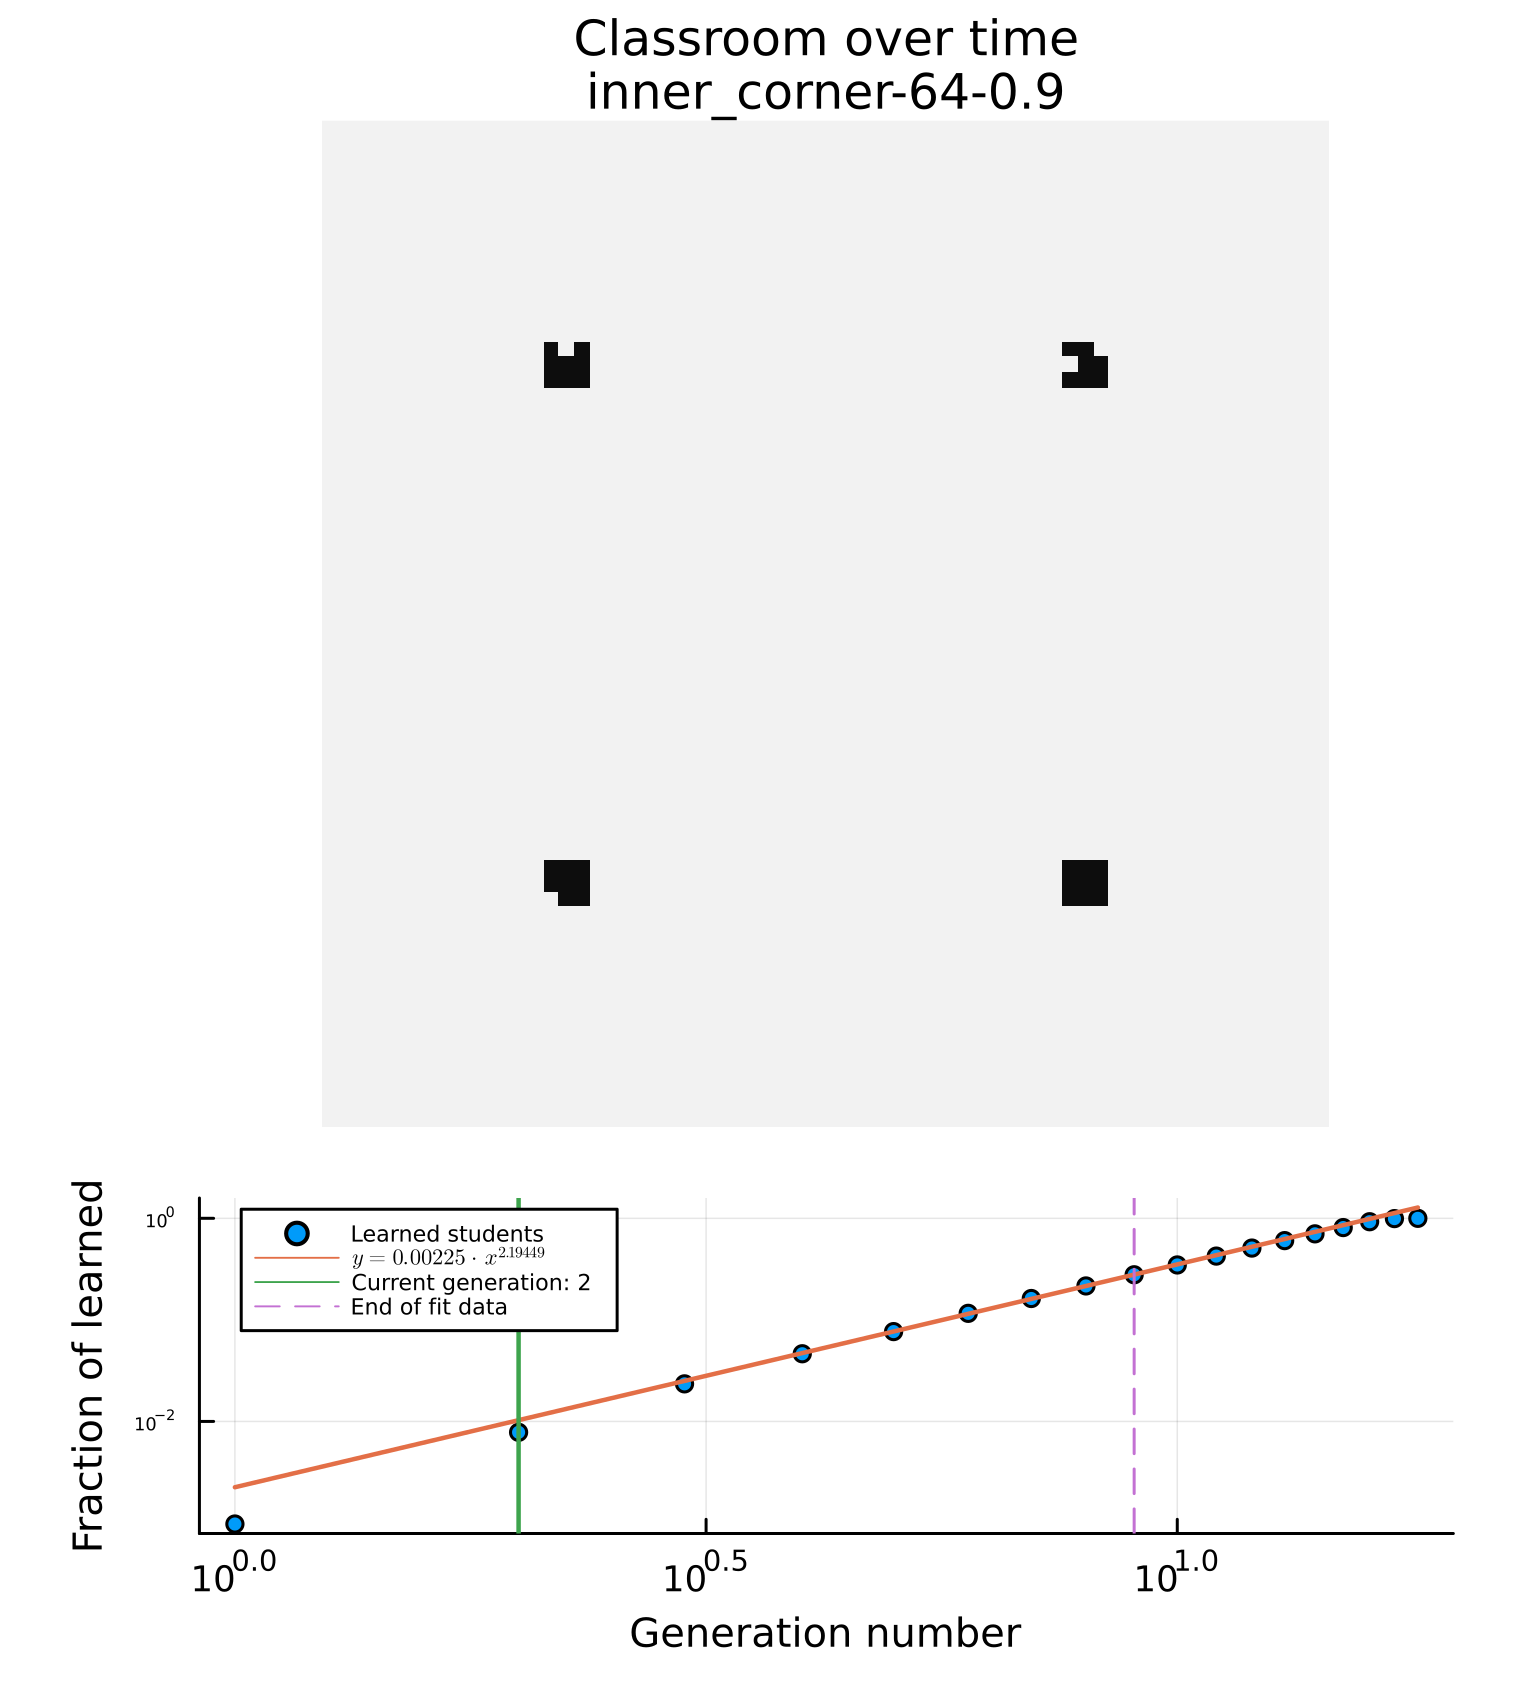 Classroom over time
inner_corner-64-0.9
Fraction of learned
10^0
10^−2
Learned students
y = 0.00225 · x^2.19449
Current generation: 2
End of fit data
10^0.0
10^0.5
10^1.0
Generation number